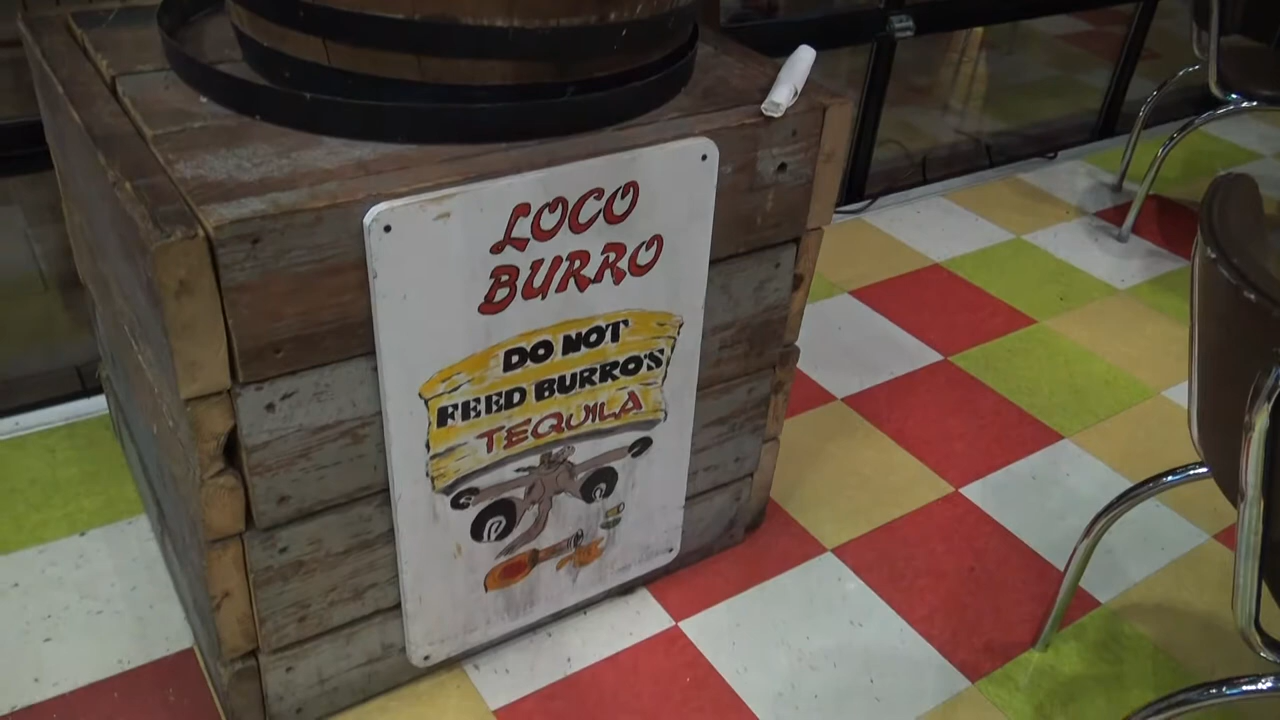 LOCO
BURRO
DO NOT
FEED BURRO'S
TEQUILA